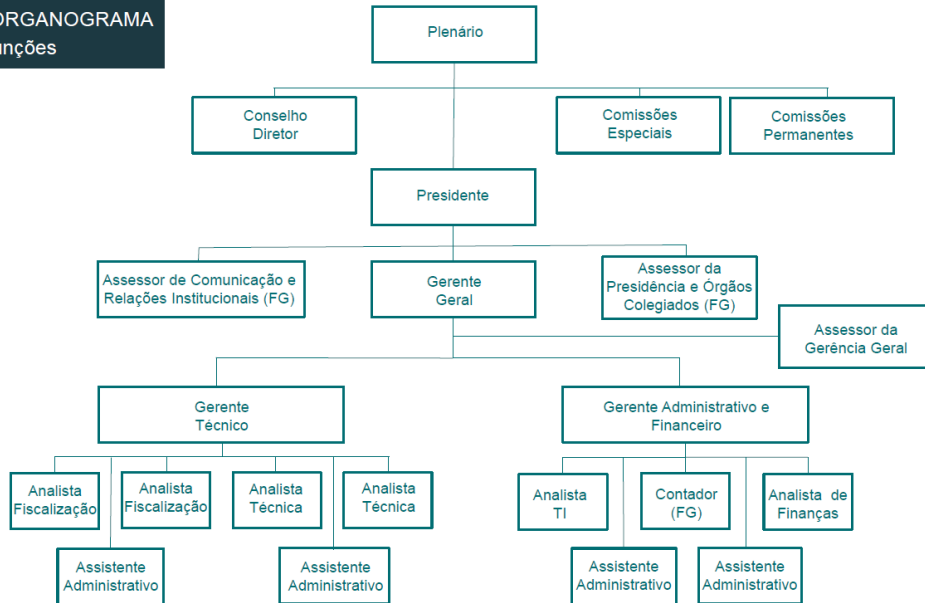 ORGANOGRAMA
unções
Plenário
Conselho
Diretor
Comissões
Especiais
Comissões
Permanentes
Presidente
Assessor de Comunicação e
Relações Institucionais (FG)
Gerente
Geral
Assessor da
Presidência e Órgãos
Colegiados (FG)
Assessor da
Gerência Geral
Gerente
Técnico
Gerente Administrativo e
Financeiro
Analista
Fiscalização
Analista
Fiscalização
Analista
Técnica
Analista
Técnica
Analista
TI
Contador
(FG)
Analista de
Finanças
Assistente
Administrativo
Assistente
Administrativo
Assistente
Administrativo
Assistente
Administrativo